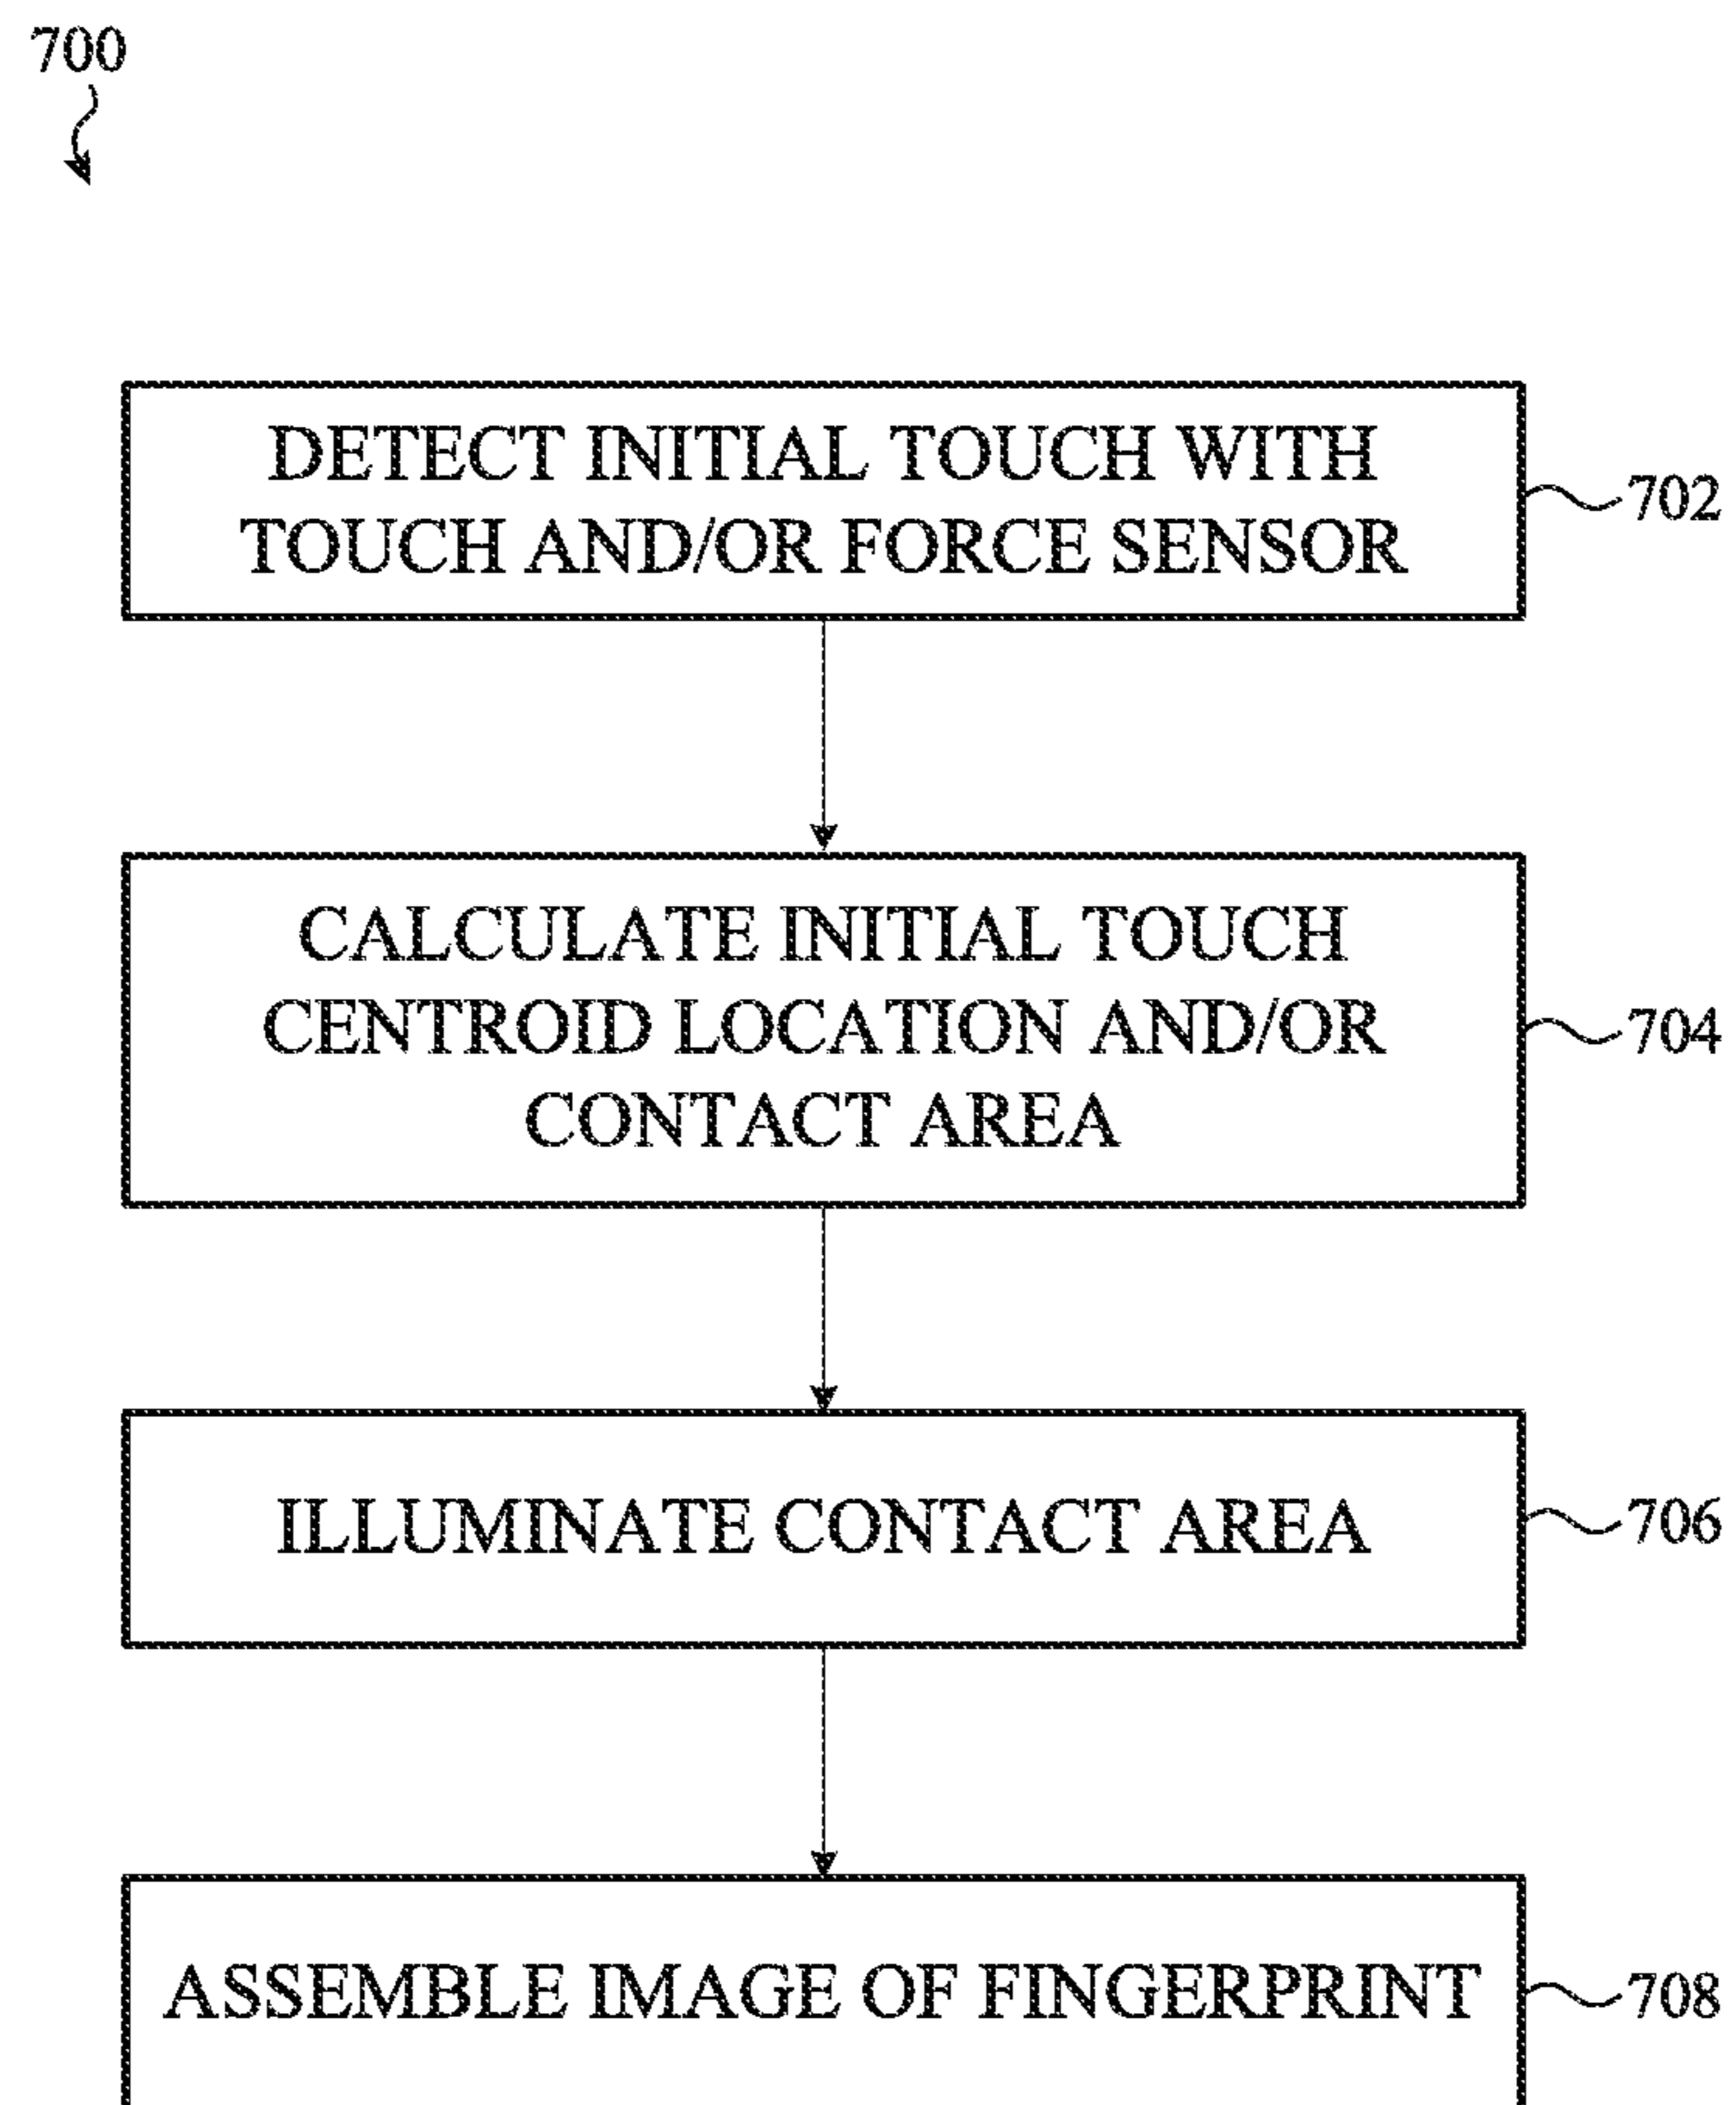 700
DETECT INITIAL TOUCH WITH
TOUCH AND/OR FORCE SENSOR
702
CALCULATE INITIAL TOUCH
CENTROID LOCATION AND/OR
CONTACT AREA
704
ILLUMINATE CONTACT AREA
706
ASSEMBLE IMAGE OF FINGERPRINT
708